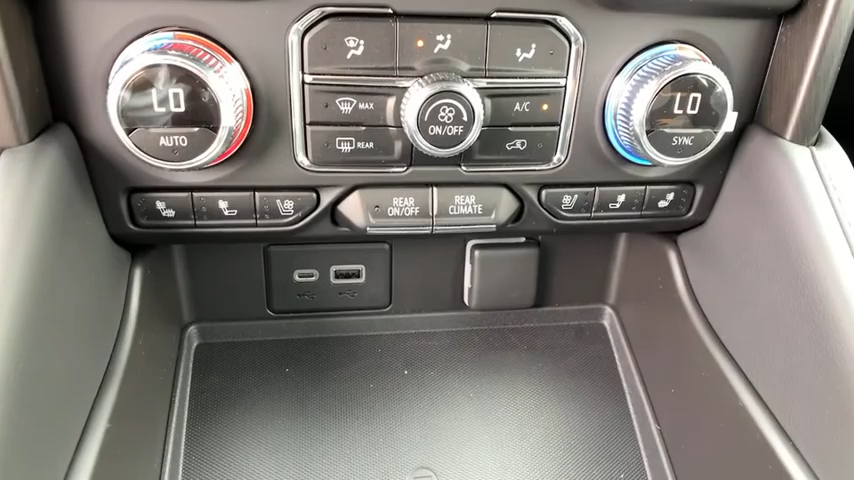 LO
AUTO
MAX
REAR
ON/OFF
A/C
LO
SYNC
REAR
ON/OFF
REAR
CLIMATE